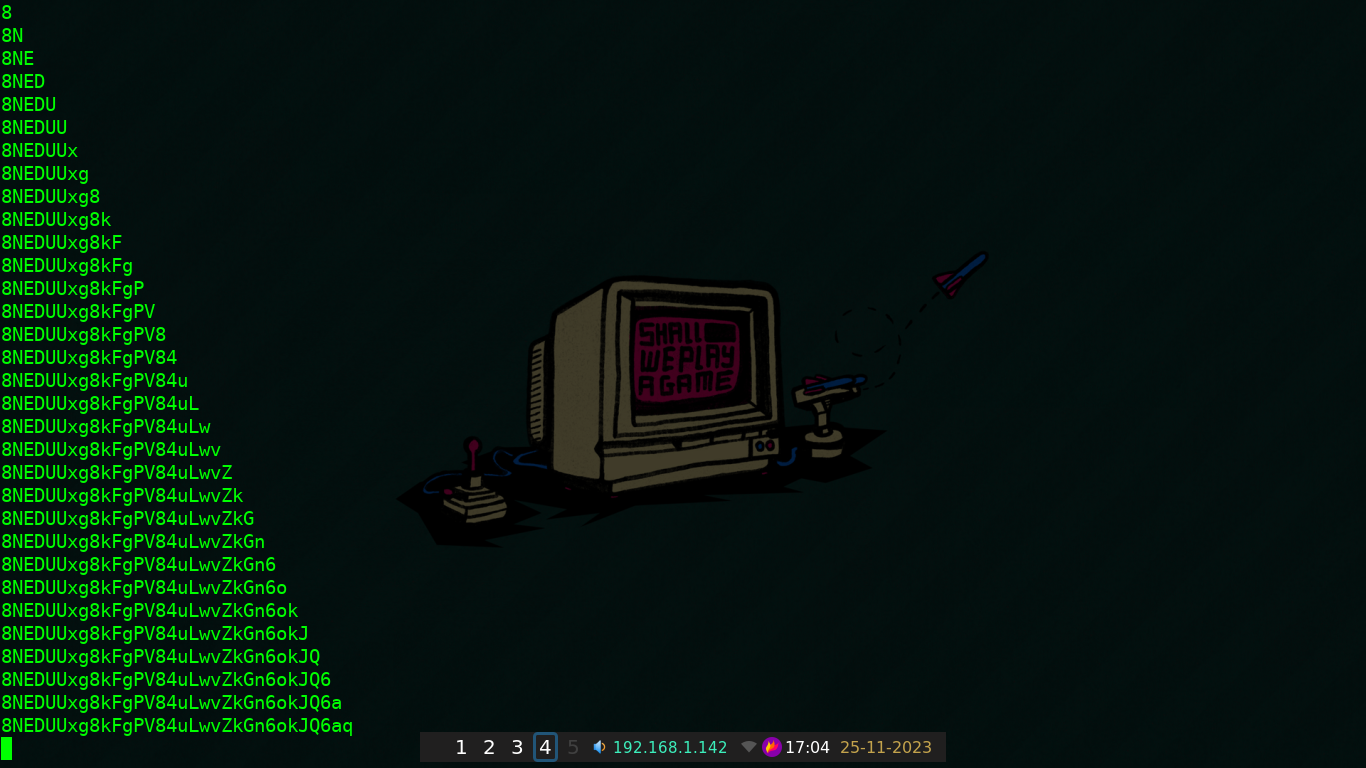 8
8N
8NE
8NED
8NEDU
8NEDUU
8NEDUUx
8NEDUUxg
8NEDUUxg8
8NEDUUxg8k
8NEDUUxg8kF
8NEDUUxg8kFg
8NEDUUxg8kFgP
8NEDUUxg8kFgPV
8NEDUUxg8kFgPV8
8NEDUUxg8kFgPV84
8NEDUUxg8kFgPV84u
8NEDUUxg8kFgPV84uL
8NEDUUxg8kFgPV84uLw
8NEDUUxg8kFgPV84uLwv
8NEDUUxg8kFgPV84uLwvZ
8NEDUUxg8kFgPV84uLwvZk
8NEDUUxg8kFgPV84uLwvZkG
8NEDUUxg8kFgPV84uLwvZkGn
8NEDUUxg8kFgPV84uLwvZkGn6
8NEDUUxg8kFgPV84uLwvZkGn6o
8NEDUUxg8kFgPV84uLwvZkGn6ok
8NEDUUxg8kFgPV84uLwvZkGn6okJ
8NEDUUxg8kFgPV84uLwvZkGn6okJQ
8NEDUUxg8kFgPV84uLwvZkGn6okJQ6
8NEDUUxg8kFgPV84uLwvZkGn6okJQ6a
8NEDUUxg8kFgPV84uLwvZkGn6okJQ6aq
SHALL
WE PLAY
A GAME
1 2 3 4 5 192.168.1.142 17:04 25-11-2023